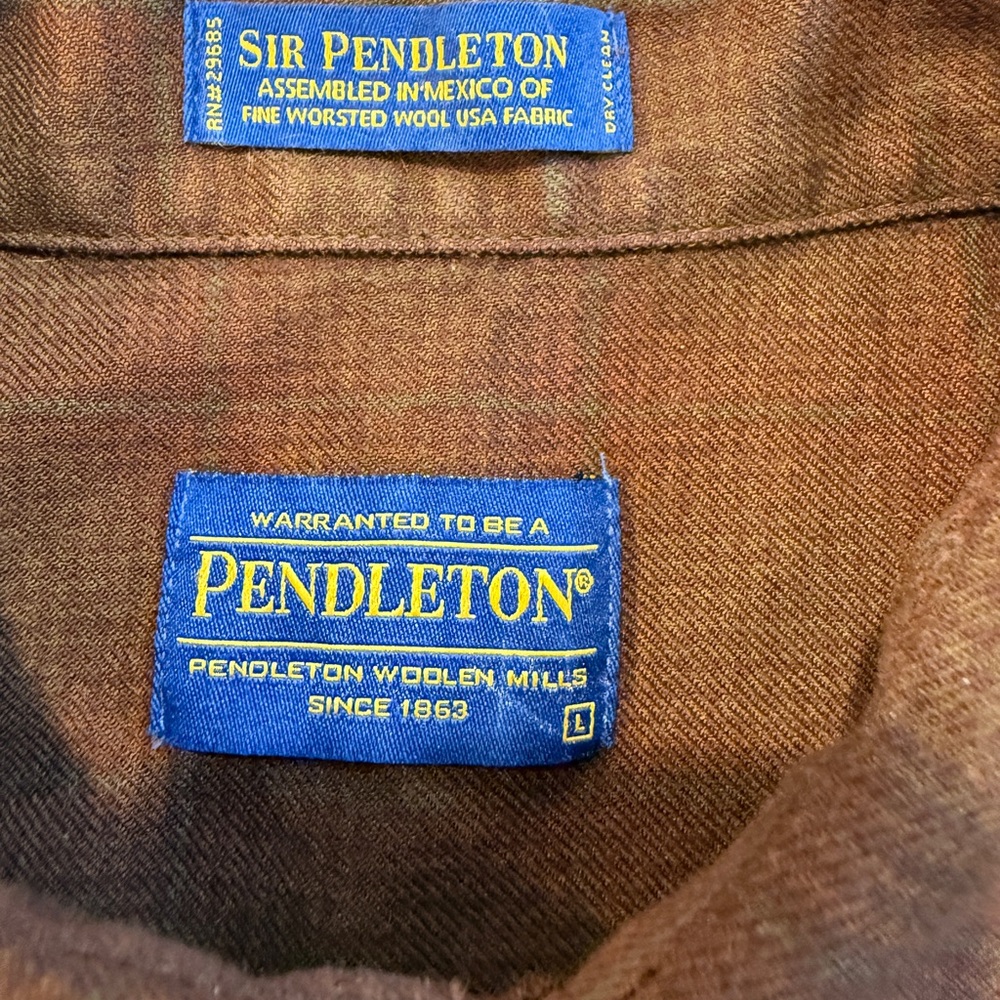 RN#29685
SIR PENDLETON
ASSEMBLED IN MEXICO OF
FINE WORSTED WOOL USA FABRIC
DRY CLEAN
WARRANTED TO BE A
PENDLETON®
PENDLETON WOOLEN MILLS
SINCE 1863
L